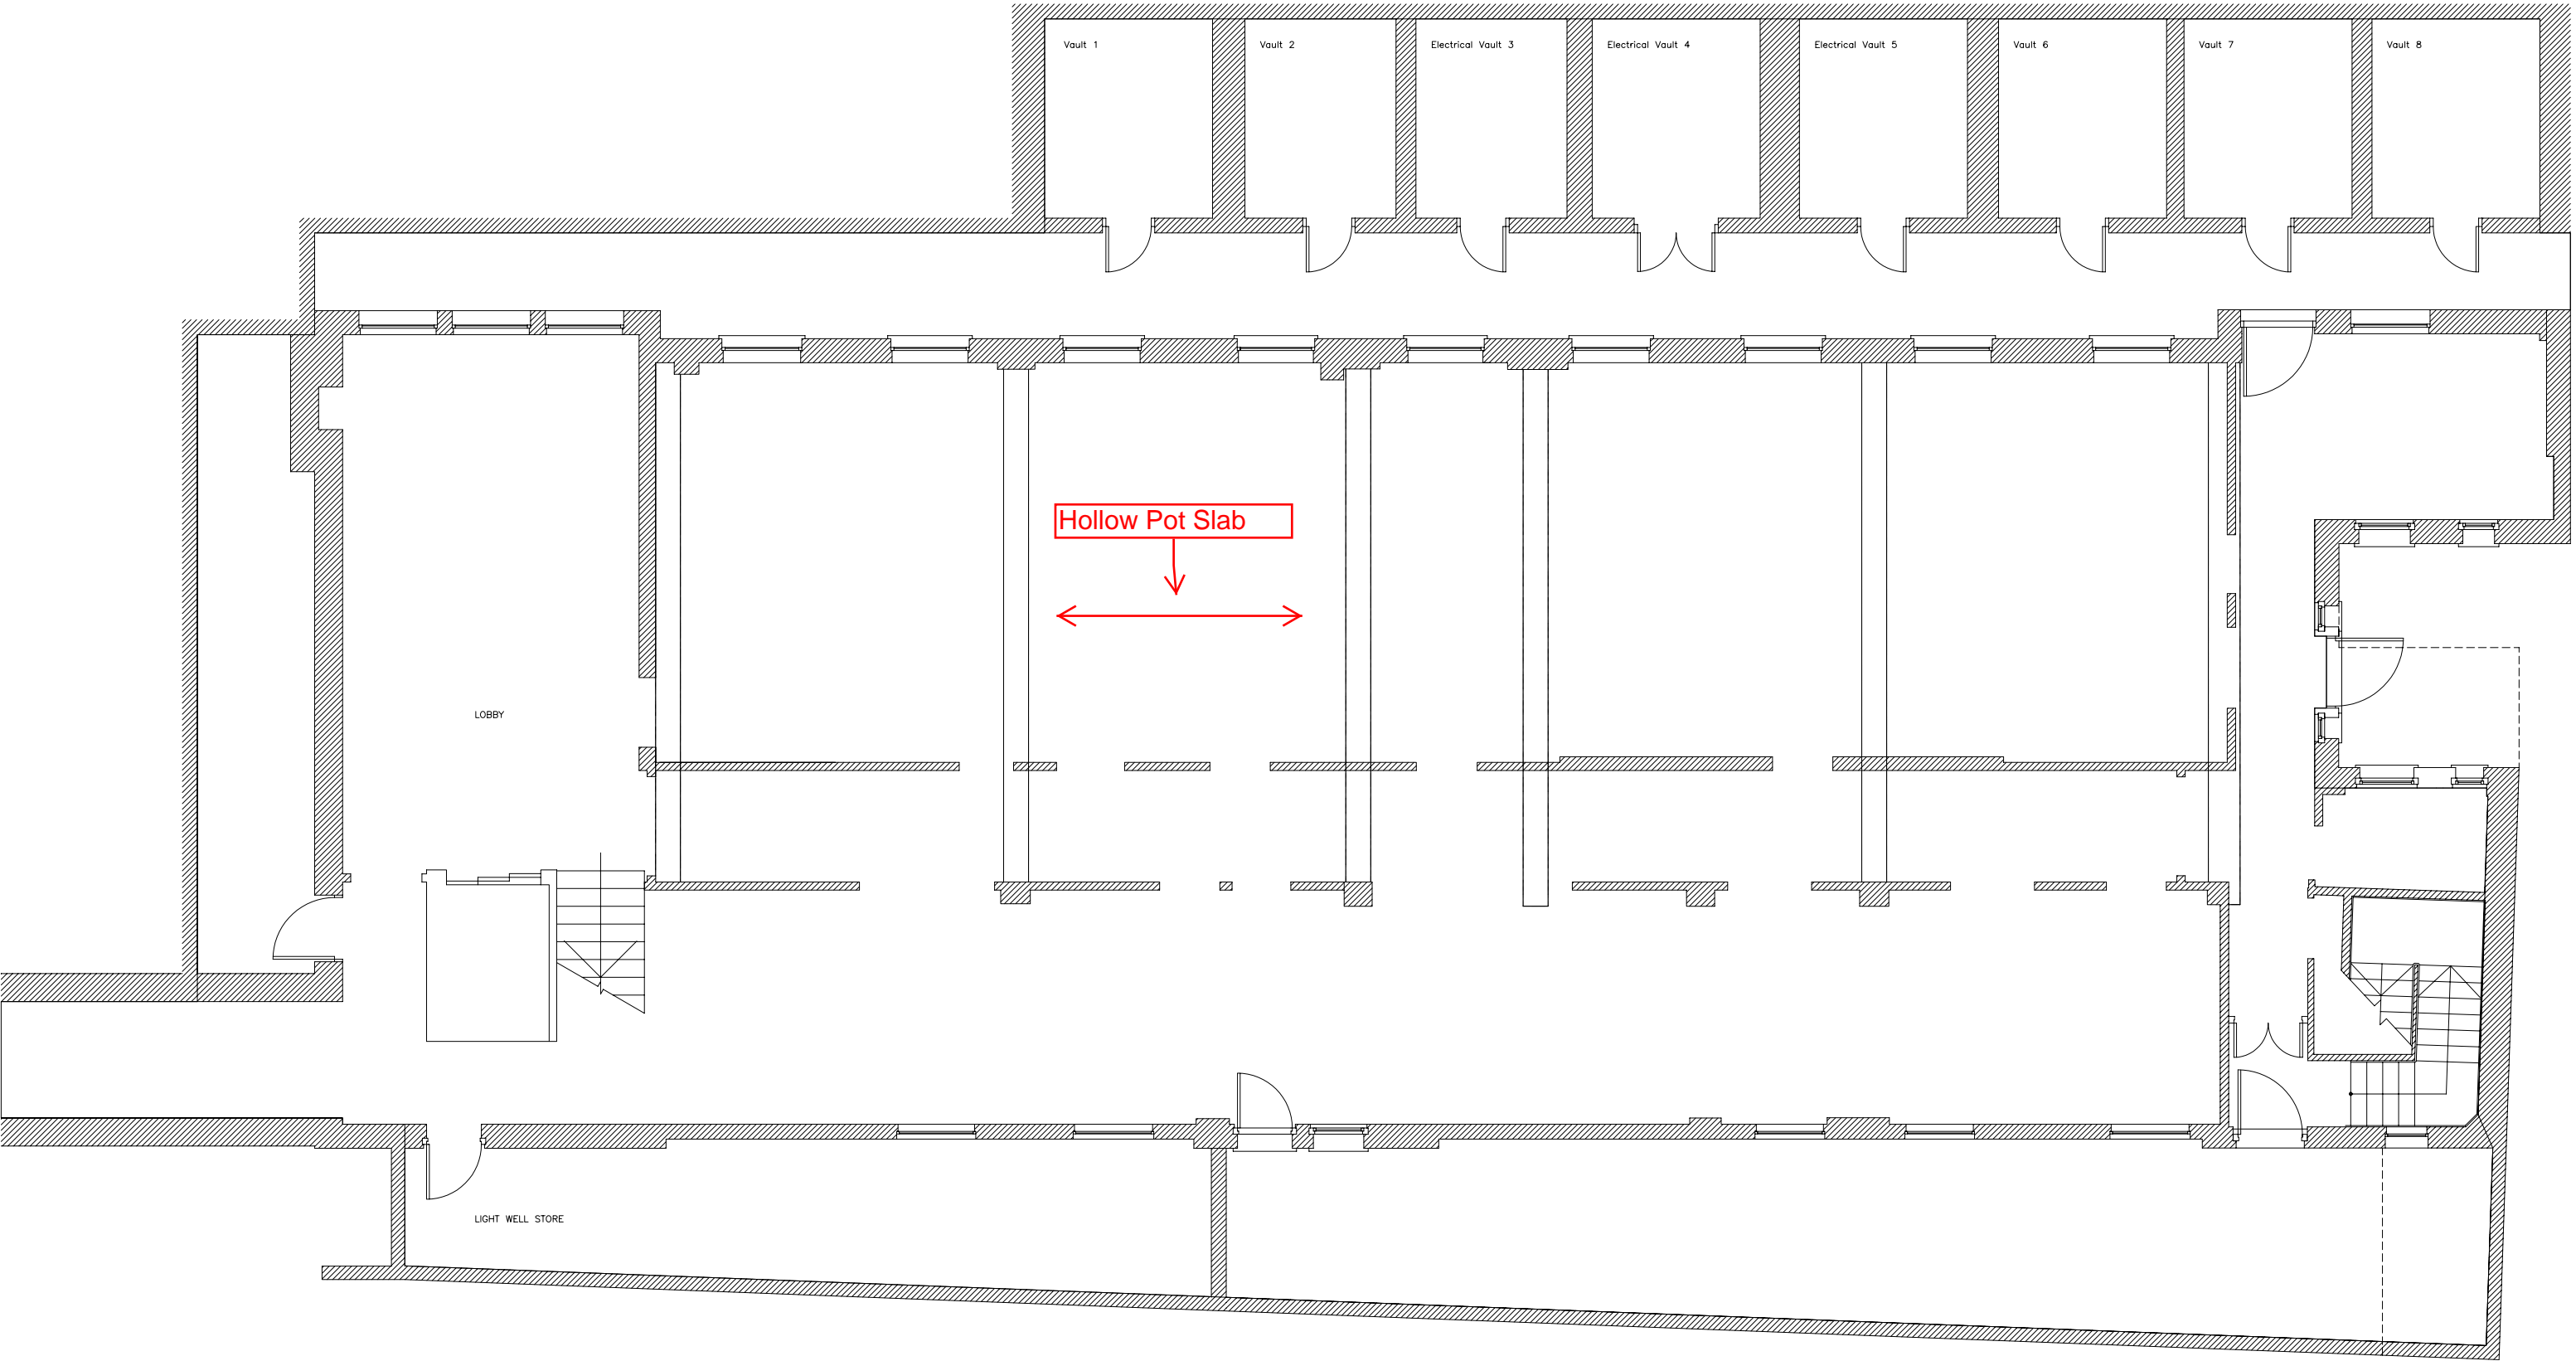 Vault 1
Vault 2
Electrical Vault 3
Electrical Vault 4
Electrical Vault 5
Vault 6
Vault 7
Vault 8
Hollow Pot Slab
LOBBY
LIGHT WELL STORE